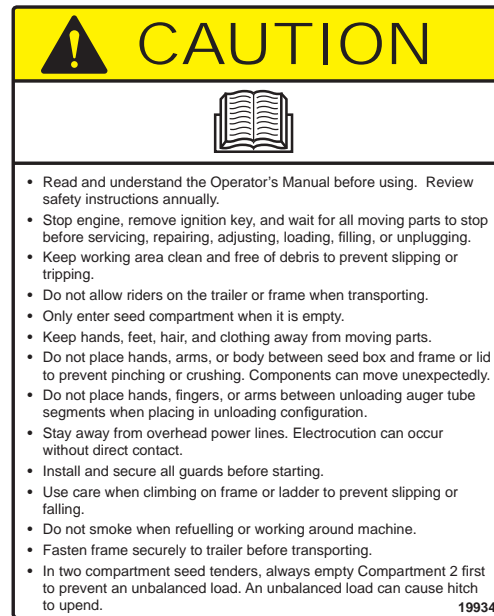 CAUTION
• Read and understand the Operator's Manual before using. Review
safety instructions annually.
• Stop engine, remove ignition key, and wait for all moving parts to stop
before servicing, repairing, adjusting, loading, filling, or unplugging.
• Keep working area clean and free of debris to prevent slipping or
tripping.
• Do not allow riders on the trailer or frame when transporting.
• Only enter seed compartment when it is empty.
• Keep hands, feet, hair, and clothing away from moving parts.
• Do not place hands, arms, or body between seed box and frame or lid
to prevent pinching or crushing. Components can move unexpectedly.
• Do not place hands, fingers, or arms between unloading auger tube
segments when placing in unloading configuration.
• Stay away from overhead power lines. Electrocution can occur
without direct contact.
• Install and secure all guards before starting.
• Use care when climbing on frame or ladder to prevent slipping or
falling.
• Do not smoke when refuelling or working around machine.
• Fasten frame securely to trailer before transporting.
• In two compartment seed tenders, always empty Compartment 2 first
to prevent an unbalanced load. An unbalanced load can cause hitch
to upend. 19934